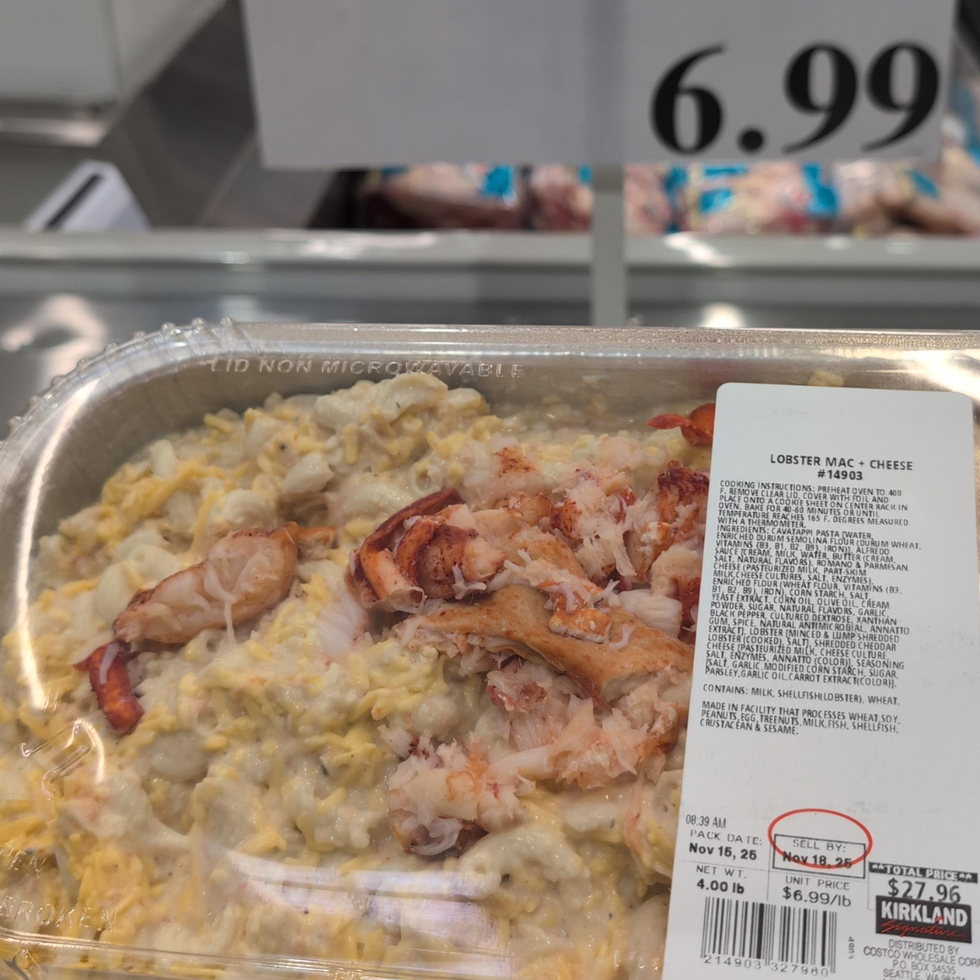 6.99
LID NON MICROWAVABLE
LOBSTER MAC + CHEESE
#14903
COOKING INSTRUCTIONS: PREHEAT OVEN TO 400
F, REMOVE CLEAR LID, COVER WITH FOIL AND
PLACE ONTO A COOKIE SHEET ON CENTER RACK IN
OVEN. BAKE FOR 40-60 MINUTES OR UNTIL
TEMPERATURE REACHES 165 F. DEGREES MEASURED
WITH A THERMOMETER.
INGREDIENTS: CAVATAPPI PASTA [WATER,
ENRICHED DURUM SEMOLINA FLOUR (DURUM WHEAT,
VITAMINS (B3, B1, B2, B9), IRON)], ALFREDO
SAUCE [CREAM, MILK, WATER, BUTTER (CREAM
SALT, NATURAL FLAVORS), ROMANO & PARMESAN
CHEESE (PASTEURIZED MILK, PART-SKIM
MILK,CHEESE CULTURES, SALT, ENZYMES),
ENRICHED FLOUR (WHEAT FLOUR, VITAMINS (B3,
B1, B2, B9), IRON), CORN STARCH, SALT,
YEAST EXTRACT, CORN OIL, OLIVE OIL, CREAM
POWDER, SUGAR, NATURAL FLAVORS, GARLIC
BLACK PEPPER, CULTURED DEXTROSE, XANTHAN
GUM, SPICE, NATURAL ANTIMICROBIAL, ANNATTO
EXTRACT], LOBSTER [MINCED & LUMP SHREDDED
LOBSTER (COOKED), SALT], SHREDDED CHEDDAR
CHEESE [PASTEURIZED MILK, CHEESE CULTURE
SALT, ENZYMES, ANNATTO (COLOR)], SEASONING
[SALT, GARLIC,MODIFIED CORN STARCH, SUGAR,
PARSLEY,GARLIC OIL,CARROT EXTRACT(COLOR)].
CONTAINS: MILK, SHELLFISH(LOBSTER), WHEAT.
MADE IN FACILITY THAT PROCESSES WHEAT,SOY,
PEANUTS,EGG,TREENUTS,MILK,FISH, SHELLFISH,
CRUSTACEAN & SESAME.
08:39 AM
PACK DATE:
Nov 15, 25
SELL BY:
Nov 18, 25
NET WT.
4.00 lb
UNIT PRICE
$6.99/lb
**TOTAL PRICE**
$27.96
KIRKLAND
Signature
DISTRIBUTED BY
COSTCO WHOLESALE COR
P.O. BOX 34535
SEATTLE, WA
214903 327960
BROKEN